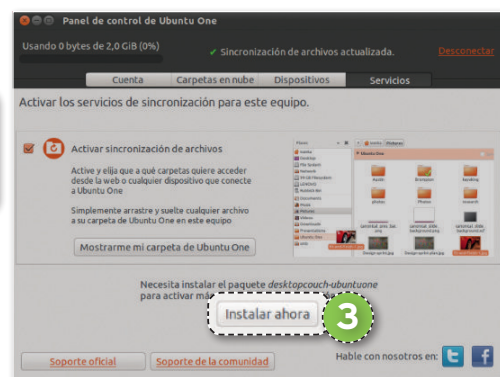 Panel de control de Ubuntu One
Usando 0 bytes de 2,0 GiB (0%)
✓ Sincronización de archivos actualizada.
Desconectar
Cuenta
Carpetas en nube
Dispositivos
Servicios
Activar los servicios de sincronización para este equipo.
Activar sincronización de archivos
Active y elija que a qué carpetas quiere acceder
desde la web o cualquier dispositivo que conecte
a Ubuntu One
Simplemente arrastre y suelte cualquier archivo
a su carpeta de Ubuntu One en este equipo.
Mostrarme mi carpeta de Ubuntu One
Necesita instalar el paquete desktopcouch-ubuntuone
para activar má
Instalar ahora
3
Soporte oficial
Soporte de la comunidad
Hable con nosotros en: